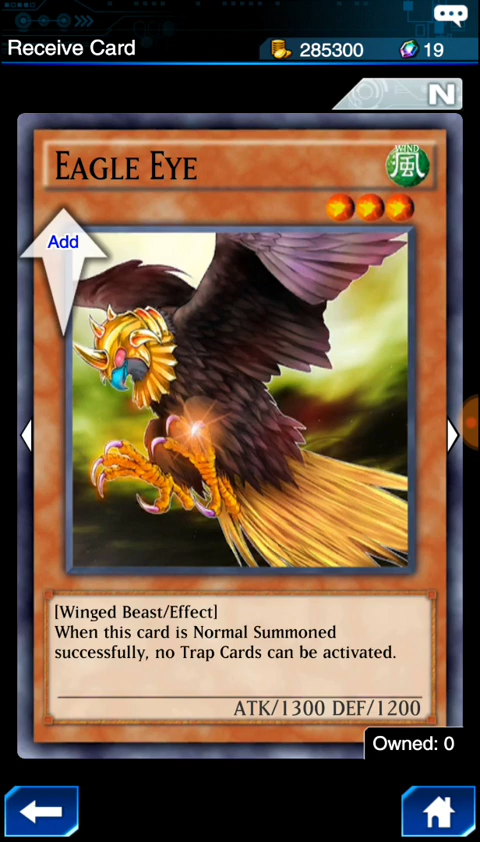 Receive Card
285300
19
N
EAGLE EYE
WIND
風
Add
[Winged Beast/Effect]
When this card is Normal Summoned
successfully, no Trap Cards can be activated.
ATK/1300 DEF/1200
Owned: 0